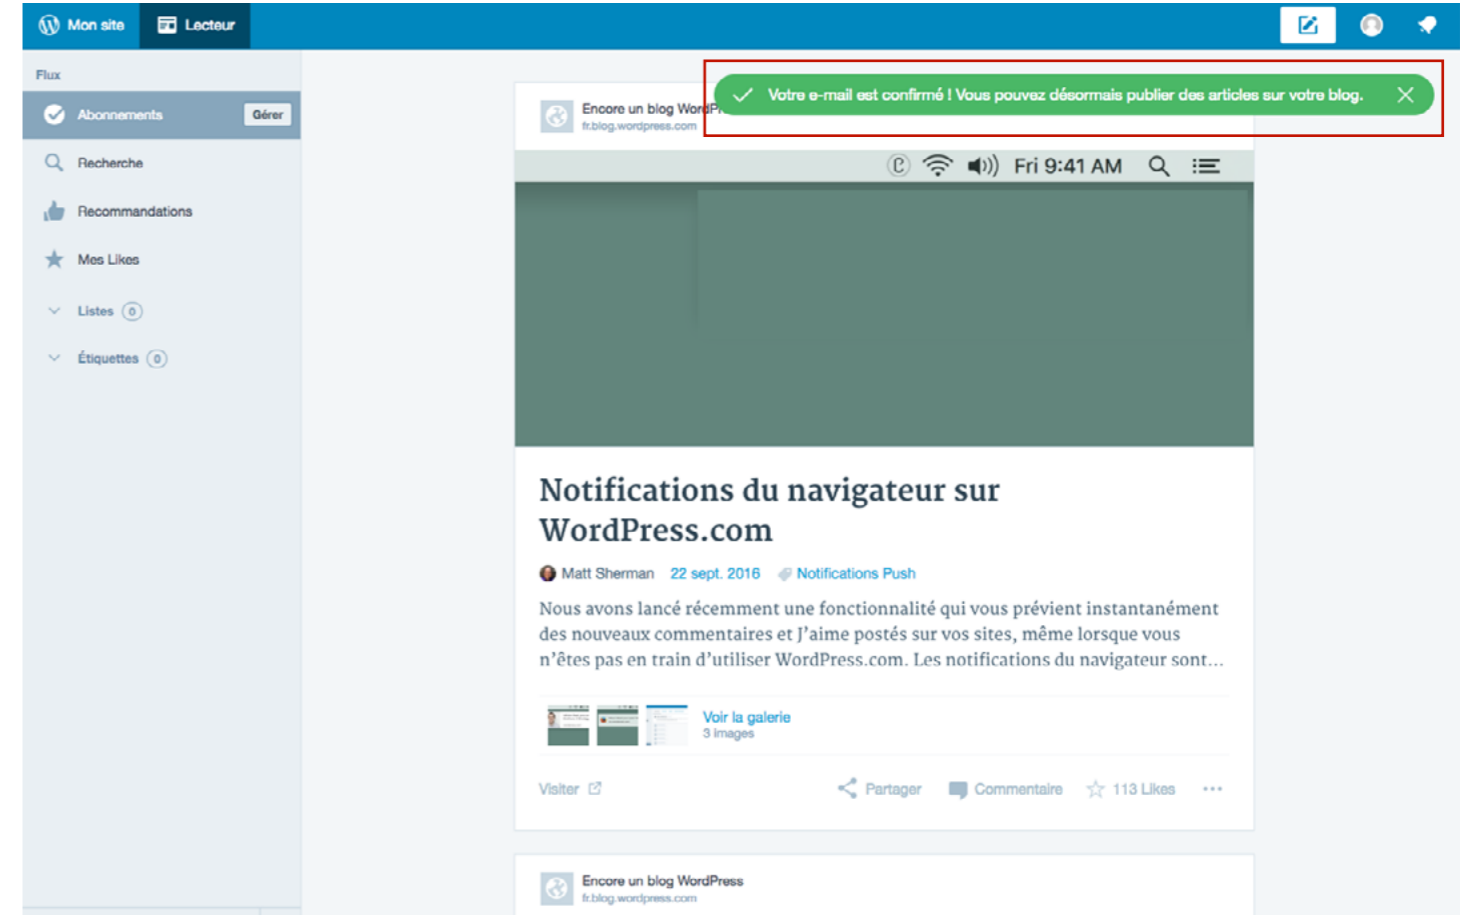 Mon site
Lecteur
Flux
Abonnements
Gérer
Recherche
Recommandations
Mes Likes
Listes 0
Étiquettes 0
Votre e-mail est confirmé ! Vous pouvez désormais publier des articles sur votre blog.
Encore un blog WordPr
fr.blog.wordpress.com
Fri 9:41 AM
Notifications du navigateur sur
WordPress.com
Matt Sherman 22 sept. 2016 Notifications Push
Nous avons lancé récemment une fonctionnalité qui vous prévient instantanément
des nouveaux commentaires et J’aime postés sur vos sites, même lorsque vous
n’êtes pas en train d’utiliser WordPress.com. Les notifications du navigateur sont...
Voir la galerie
3 images
Visiter
Partager
Commentaire
113 Likes
Encore un blog WordPress
fr.blog.wordpress.com